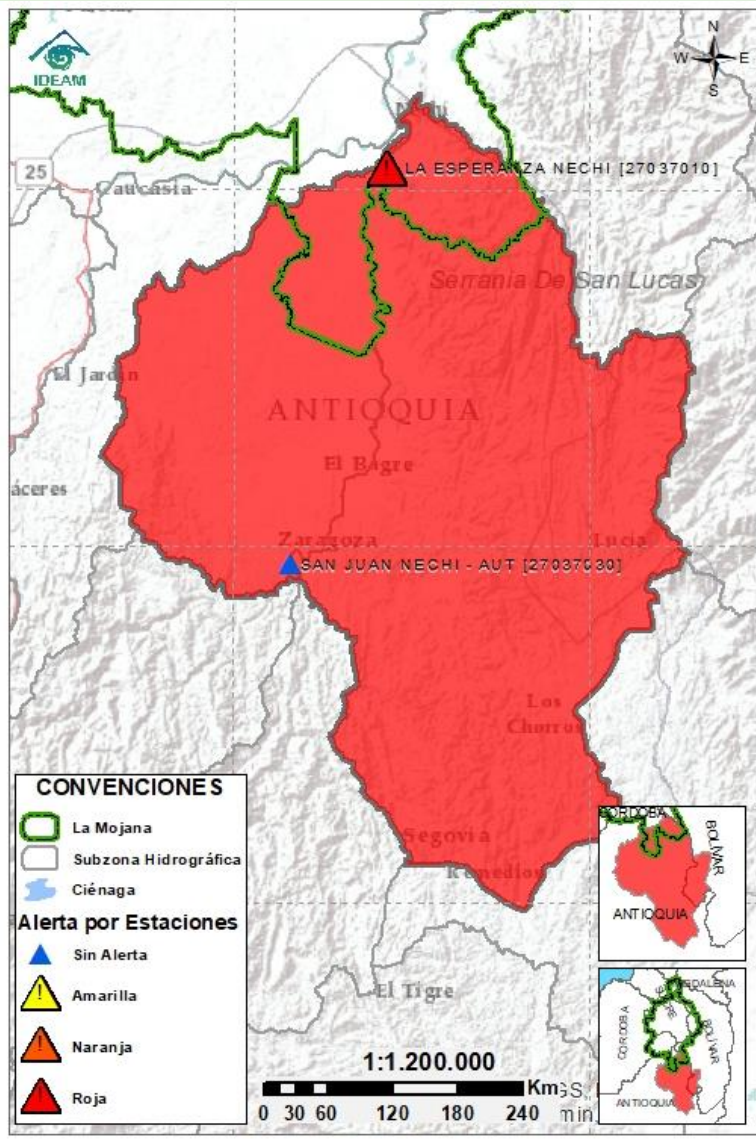 IDEAM
N
W E
S
25
Caucasia
LA ESPERANZA NECHI [27037010]
Serrania De San Lucas
El Jardin
ANTIOQUIA
El Bagre
áceres
Zaragoza
Lucia
SAN JUAN NECHI - AUT [27037030]
Los
Chorros
Segovia
Remedios
El Tigre
CONVENCIONES
La Mojana
Subzona Hidrográfica
Ciénaga
Alerta por Estaciones
Sin Alerta
Amarilla
Naranja
Roja
1:1.200.000
Km
0 30 60 120 180 240
CORDOBA
BOLÍVAR
ANTIOQUIA
CORDOBA
BOLÍVAR
ANTIOQUIA